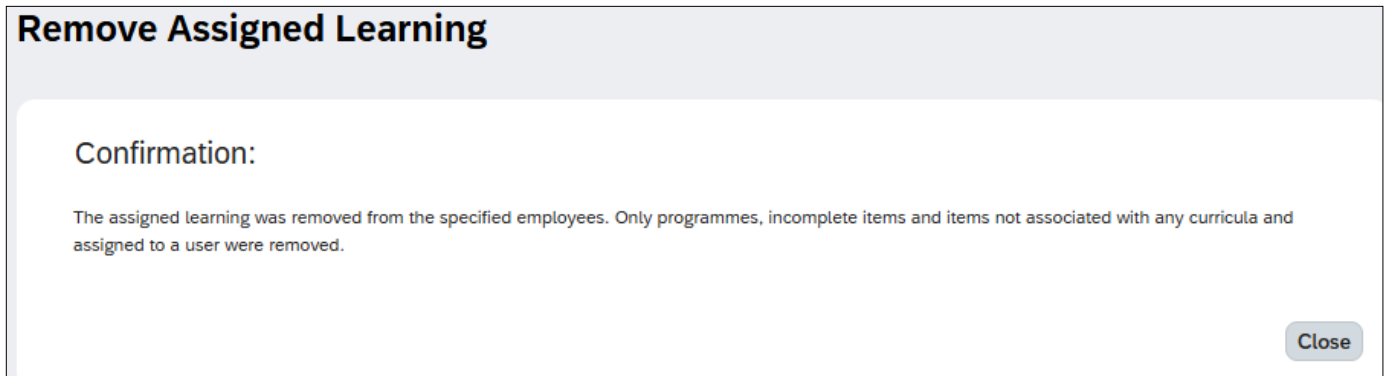 Remove Assigned Learning
Confirmation:
The assigned learning was removed from the specified employees. Only programmes, incomplete items and items not associated with any curricula and
assigned to a user were removed.
Close